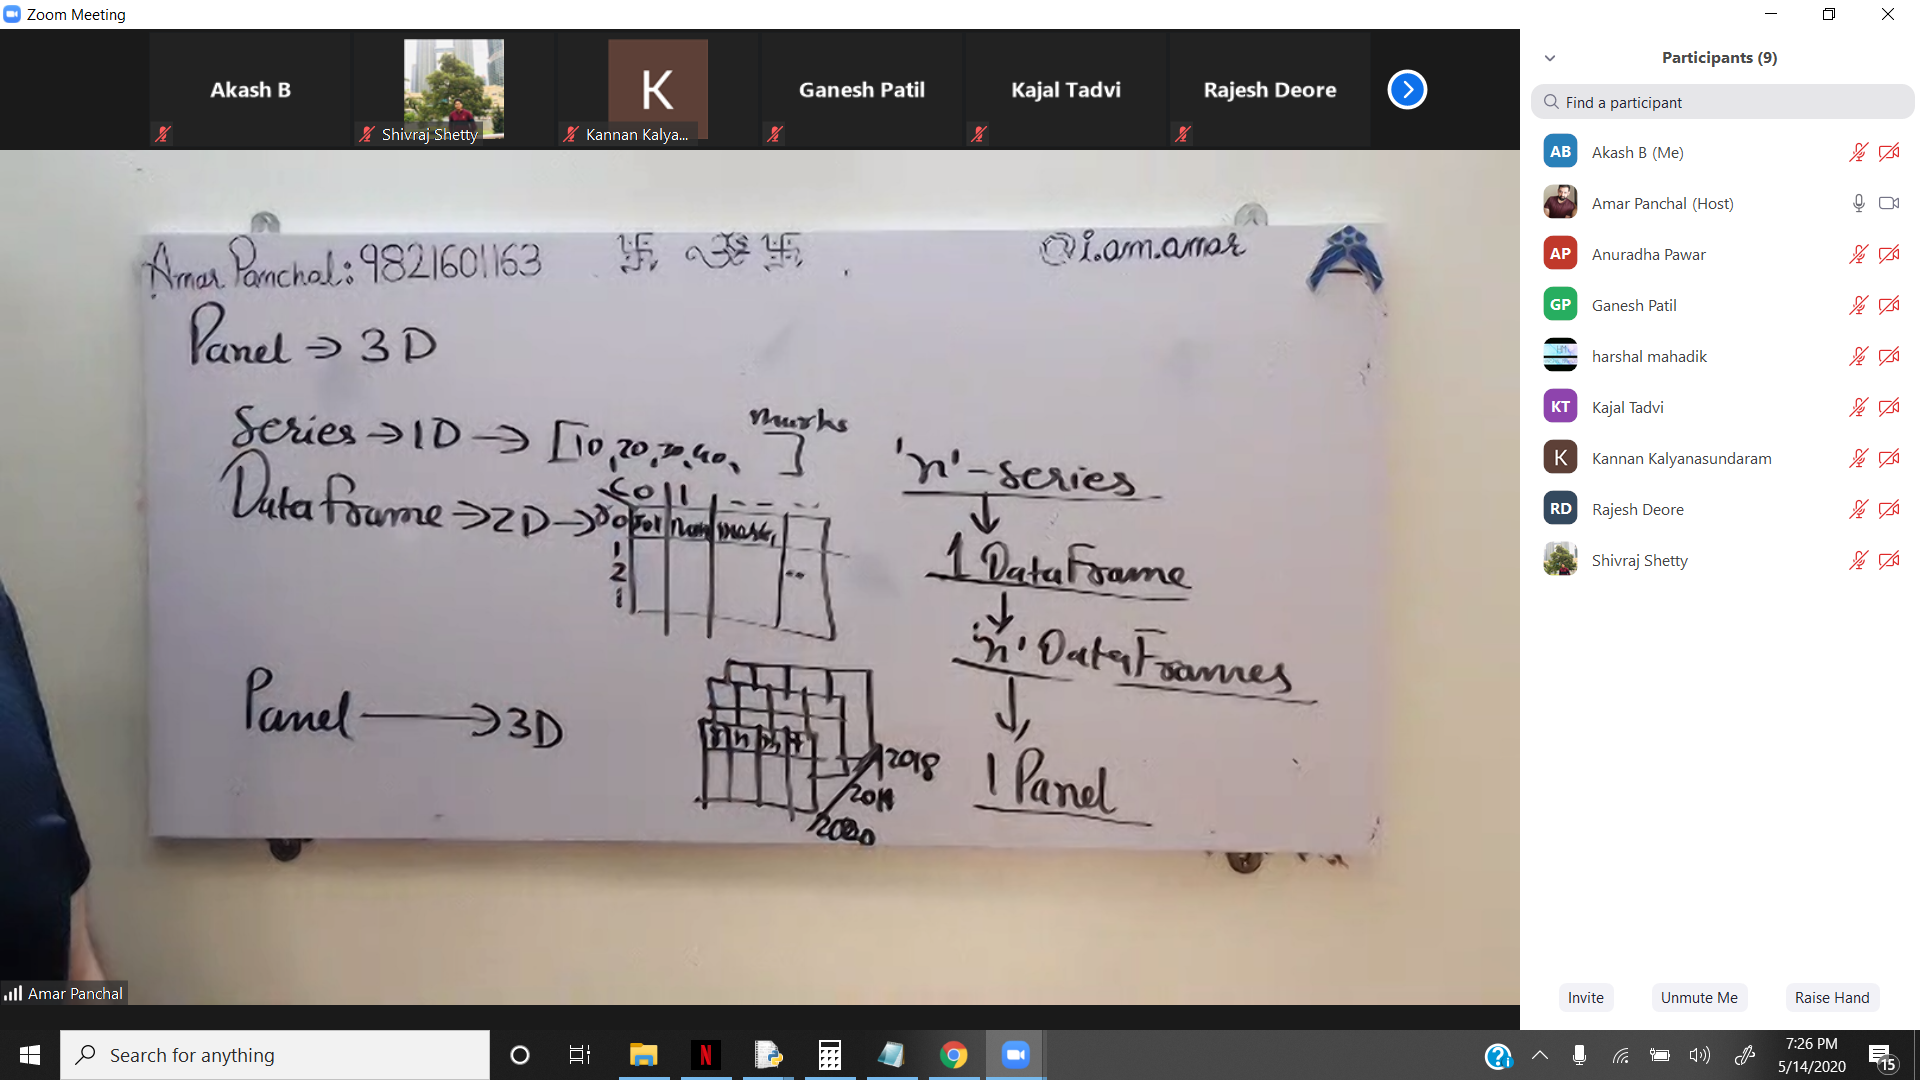 Zoom Meeting
Akash B
Shivraj Shetty
K
Kannan Kalya...
Ganesh Patil
Kajal Tadvi
Rajesh Deore
Amar Panchal: 9821601163 卐 卐 @i.am.amar
Panel → 3D
marks
Series → 1D → [10, 20, 30, 40, ]
DataFrame → 2D →
Col 0 1 -- --
0
1
2
Panel → 3D
2018
2019
2020
'n'-series
↓
1 DataFrame
↓
'n' DataFrames
↓
1 Panel
Amar Panchal
Participants (9)
Find a participant
AB Akash B (Me)
Amar Panchal (Host)
AP Anuradha Pawar
GP Ganesh Patil
harshal mahadik
KT Kajal Tadvi
K Kannan Kalyanasundaram
RD Rajesh Deore
Shivraj Shetty
Invite Unmute Me Raise Hand
Search for anything
7:26 PM
5/14/2020
15